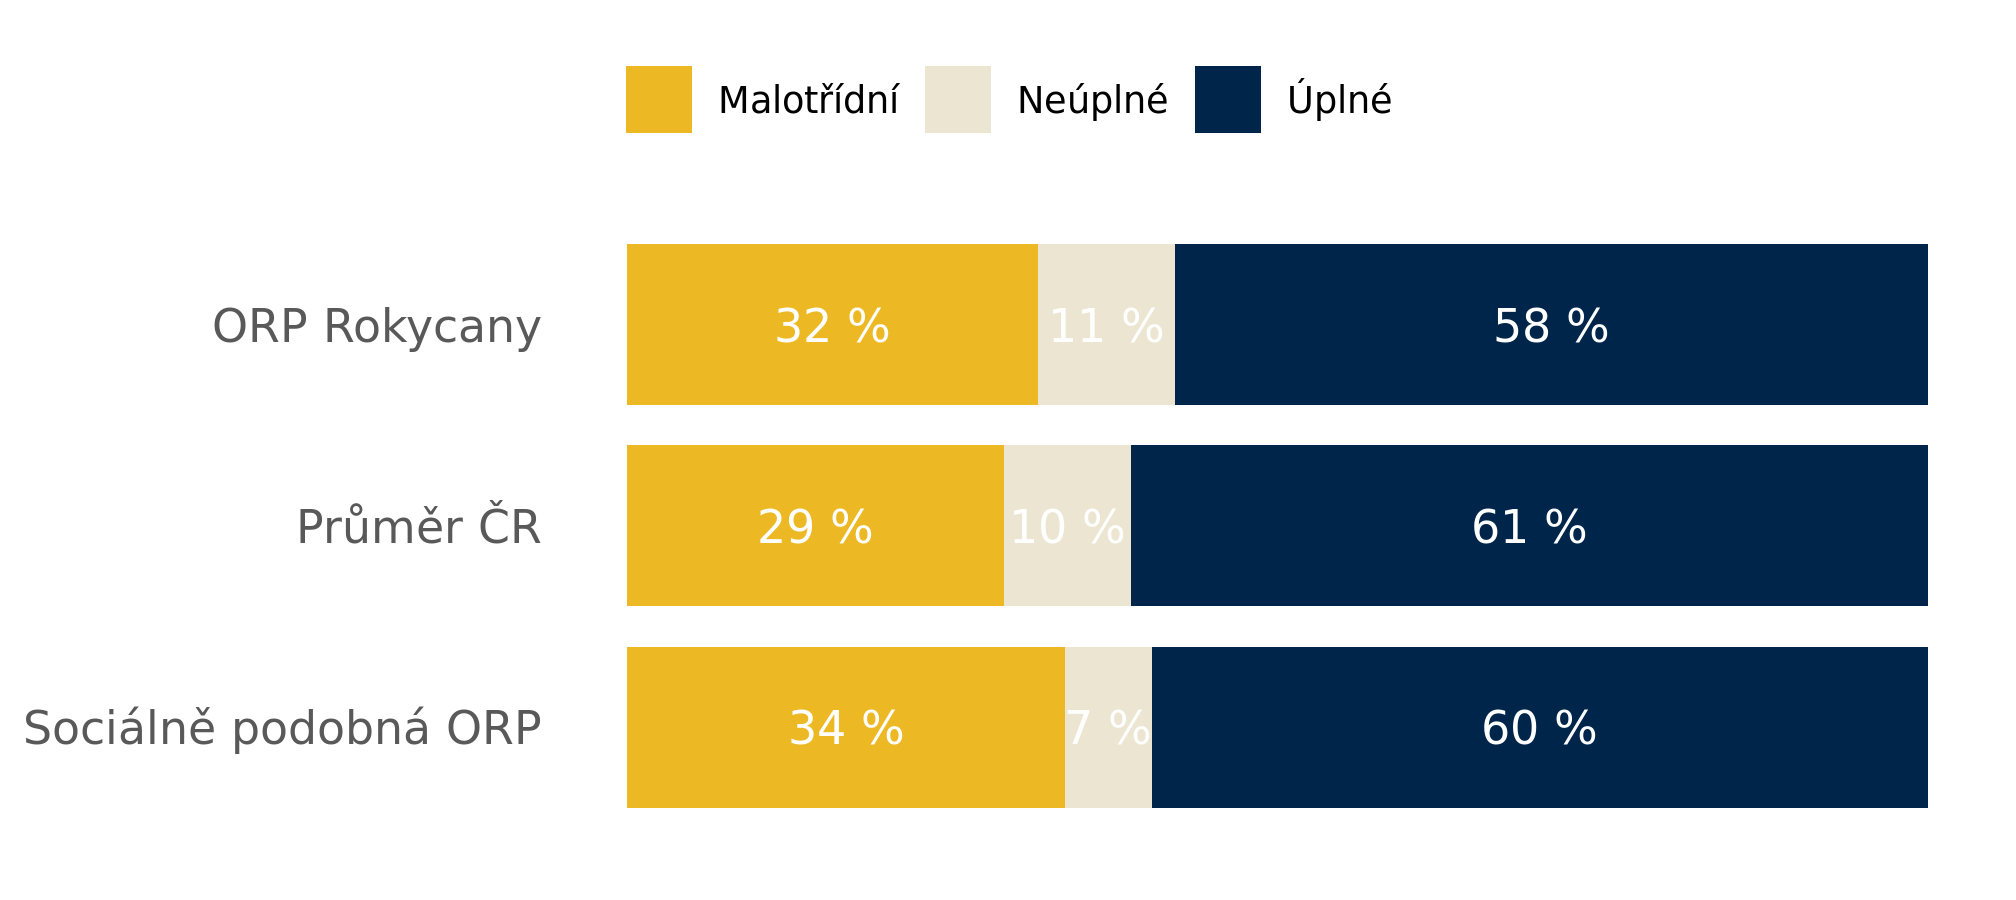 Malotřídní Neúplné Úplné
ORP Rokycany 32 % 11 % 58 %
Průměr ČR 29 % 10 % 61 %
Sociálně podobná ORP 34 % 7 % 60 %